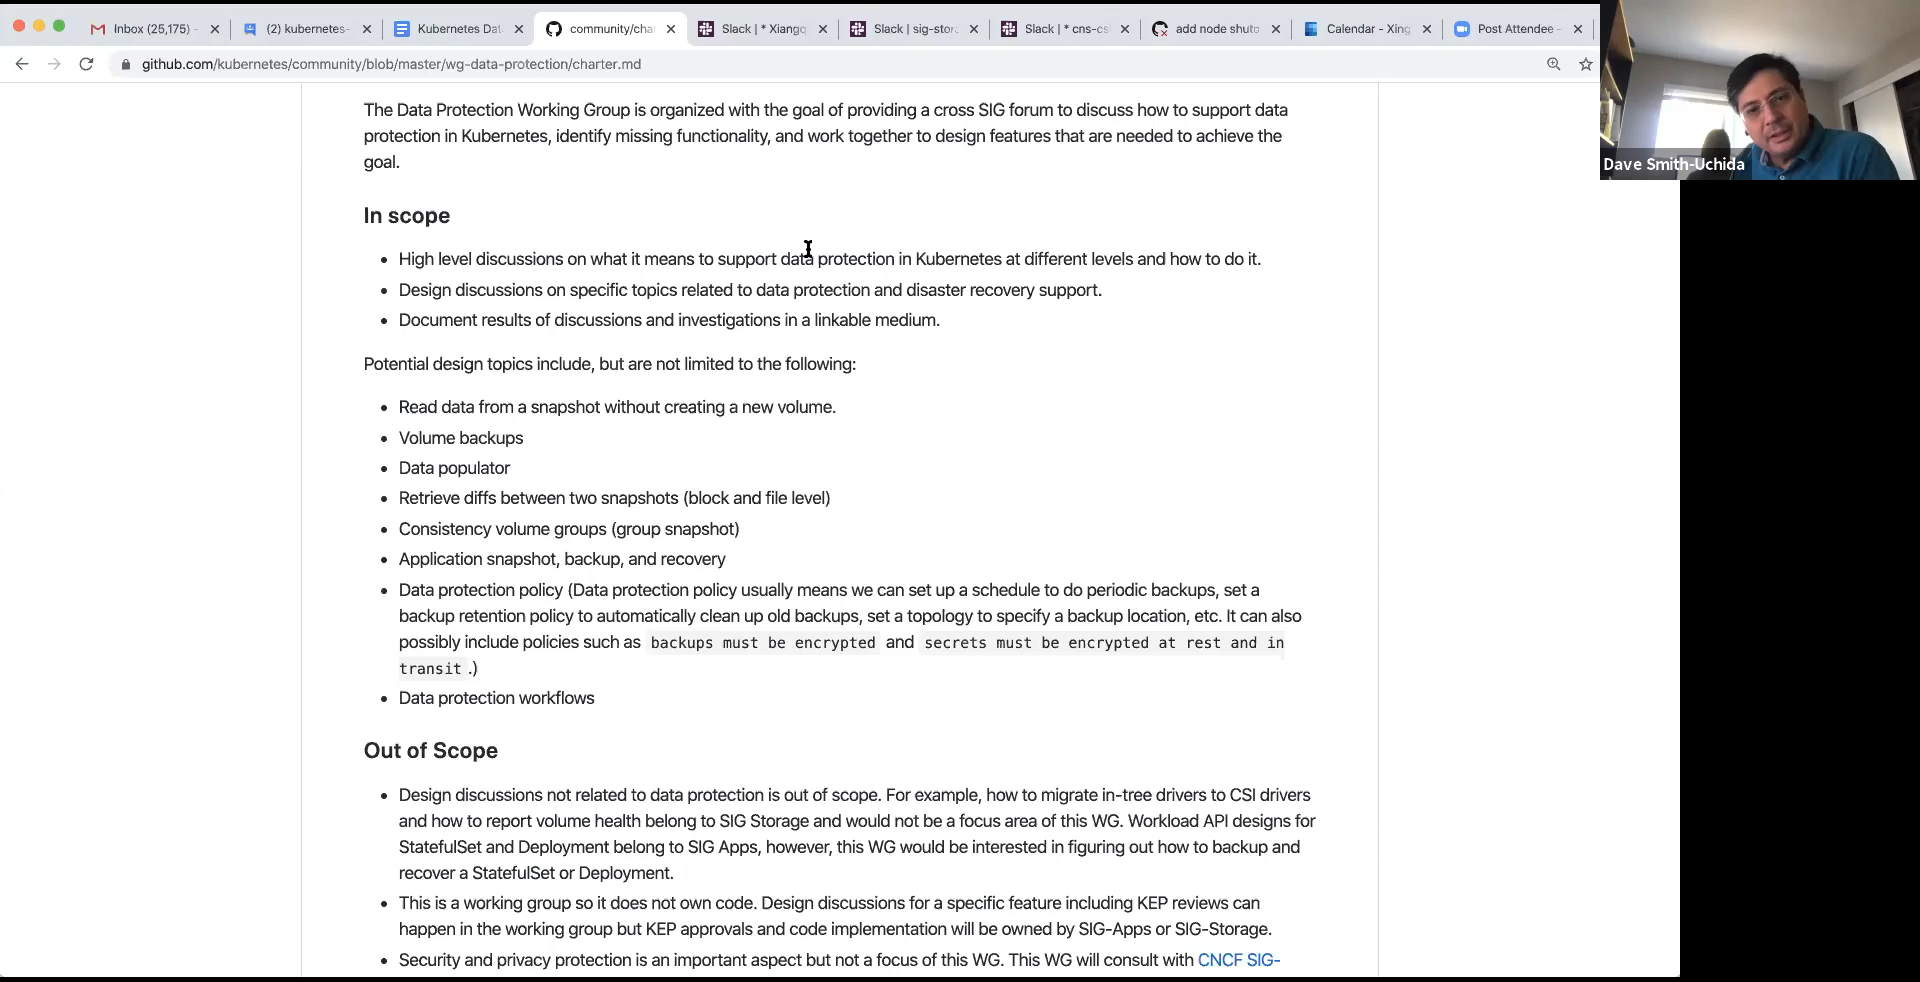 Inbox (25,175) -
(2) kubernetes-
Kubernetes Dat
community/cha
Slack | * Xiangq
Slack | sig-stor
Slack | * cns-cs
add node shutd
Calendar - Xing
Post Attendee -
github.com/kubernetes/community/blob/master/wg-data-protection/charter.md
Dave Smith-Uchida
The Data Protection Working Group is organized with the goal of providing a cross SIG forum to discuss how to support data
protection in Kubernetes, identify missing functionality, and work together to design features that are needed to achieve the
goal.
In scope
• High level discussions on what it means to support data protection in Kubernetes at different levels and how to do it.
• Design discussions on specific topics related to data protection and disaster recovery support.
• Document results of discussions and investigations in a linkable medium.
Potential design topics include, but are not limited to the following:
• Read data from a snapshot without creating a new volume.
• Volume backups
• Data populator
• Retrieve diffs between two snapshots (block and file level)
• Consistency volume groups (group snapshot)
• Application snapshot, backup, and recovery
• Data protection policy (Data protection policy usually means we can set up a schedule to do periodic backups, set a
backup retention policy to automatically clean up old backups, set a topology to specify a backup location, etc. It can also
possibly include policies such as backups must be encrypted and secrets must be encrypted at rest and in
transit .)
• Data protection workflows
Out of Scope
• Design discussions not related to data protection is out of scope. For example, how to migrate in-tree drivers to CSI drivers
and how to report volume health belong to SIG Storage and would not be a focus area of this WG. Workload API designs for
StatefulSet and Deployment belong to SIG Apps, however, this WG would be interested in figuring out how to backup and
recover a StatefulSet or Deployment.
• This is a working group so it does not own code. Design discussions for a specific feature including KEP reviews can
happen in the working group but KEP approvals and code implementation will be owned by SIG-Apps or SIG-Storage.
• Security and privacy protection is an important aspect but not a focus of this WG. This WG will consult with CNCF SIG-